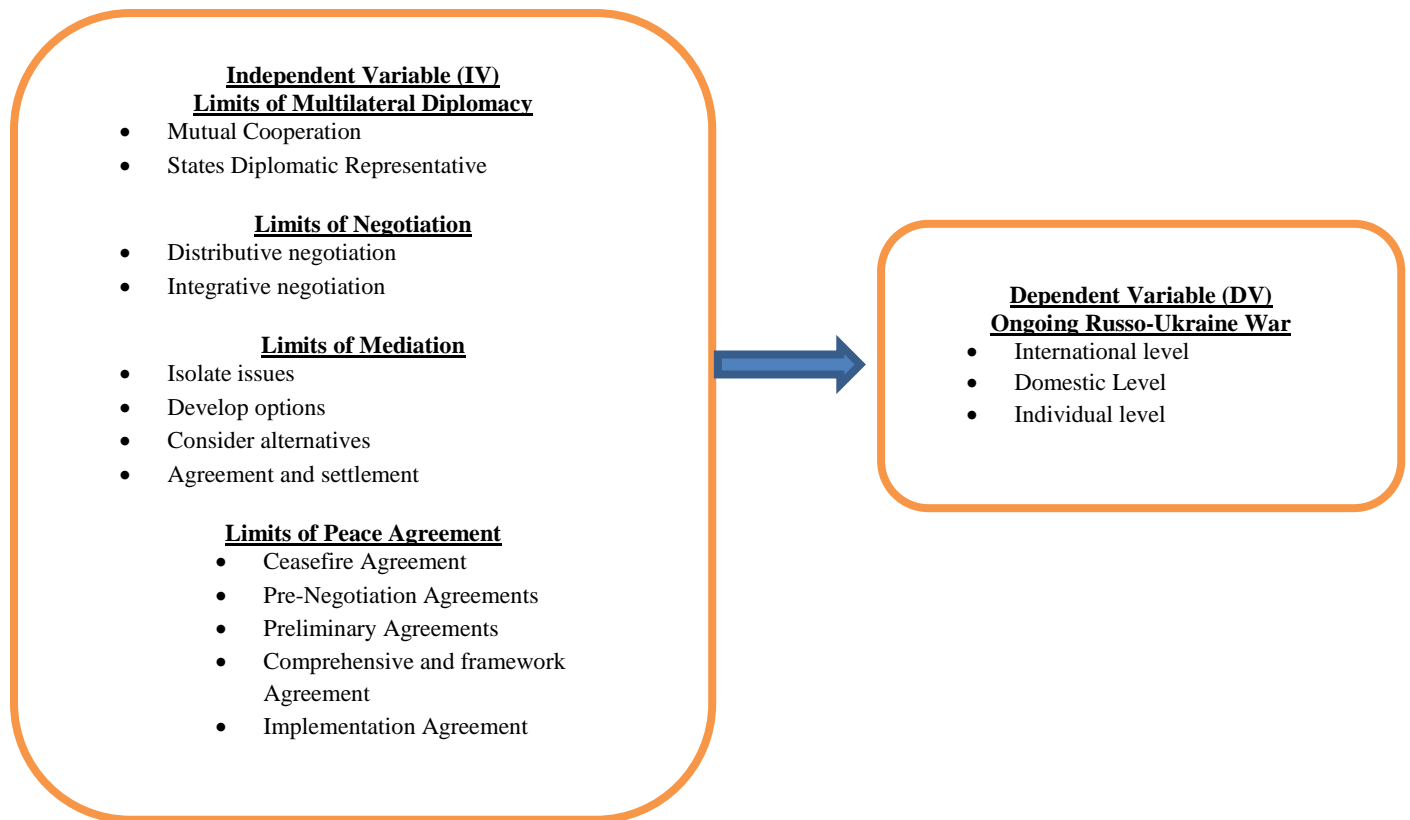 Independent Variable (IV)
Limits of Multilateral Diplomacy
• Mutual Cooperation
• States Diplomatic Representative
Limits of Negotiation
• Distributive negotiation
• Integrative negotiation
Limits of Mediation
• Isolate issues
• Develop options
• Consider alternatives
• Agreement and settlement
Limits of Peace Agreement
• Ceasefire Agreement
• Pre-Negotiation Agreements
• Preliminary Agreements
• Comprehensive and framework
Agreement
• Implementation Agreement
Dependent Variable (DV)
Ongoing Russo-Ukraine War
• International level
• Domestic Level
• Individual level